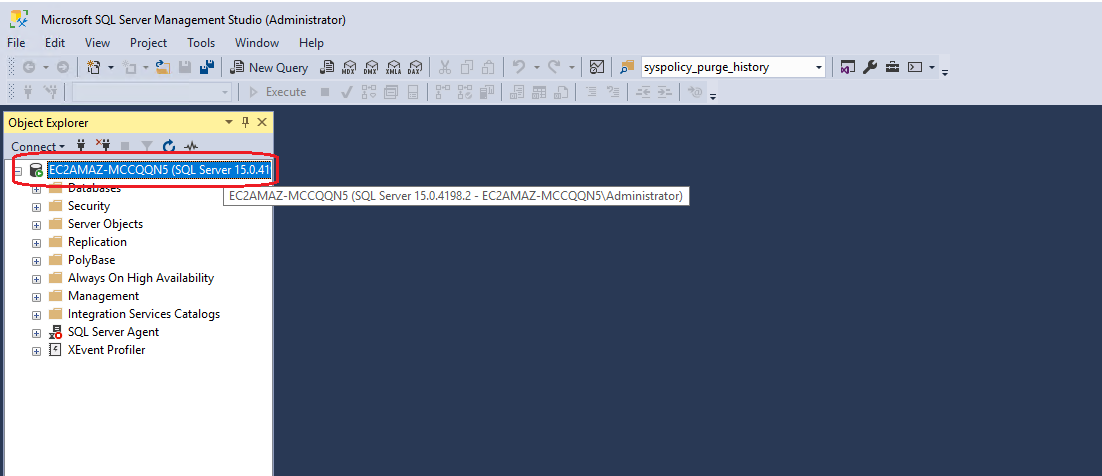 Microsoft SQL Server Management Studio (Administrator)
File Edit View Project Tools Window Help
New Query MDX DMX XMLA DAX syspolicy_purge_history
Execute
Object Explorer
Connect
EC2AMAZ-MCCQQN5 (SQL Server 15.0.419
Databases
EC2AMAZ-MCCQQN5 (SQL Server 15.0.4198.2 - EC2AMAZ-MCCQQN5\Administrator)
Security
Server Objects
Replication
PolyBase
Always On High Availability
Management
Integration Services Catalogs
SQL Server Agent
XEvent Profiler